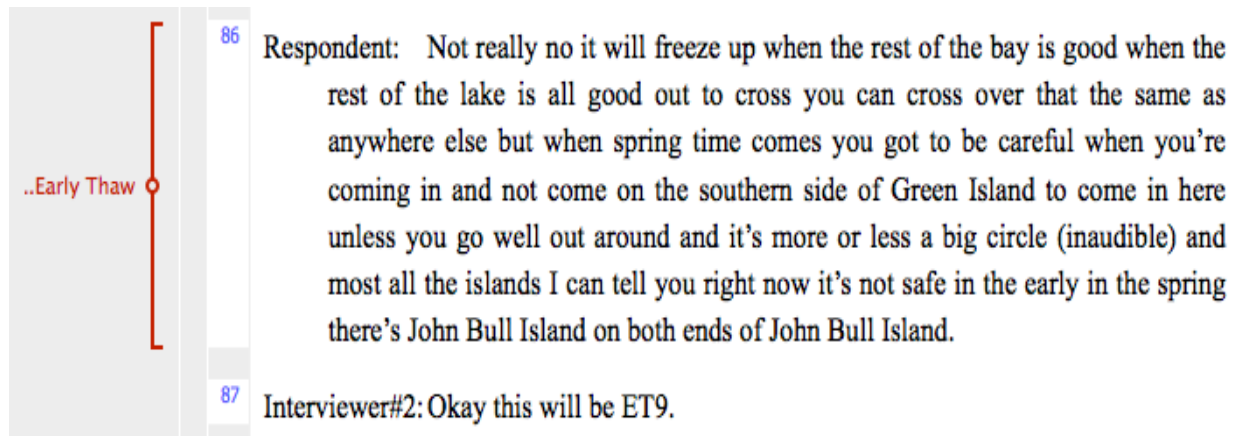 86 Respondent: Not really no it will freeze up when the rest of the bay is good when the
rest of the lake is all good out to cross you can cross over that the same as
anywhere else but when spring time comes you got to be careful when you're
..Early Thaw coming in and not come on the southern side of Green Island to come in here
unless you go well out around and it's more or less a big circle (inaudible) and
most all the islands I can tell you right now it's not safe in the early in the spring
there's John Bull Island on both ends of John Bull Island.
87 Interviewer#2: Okay this will be ET9.